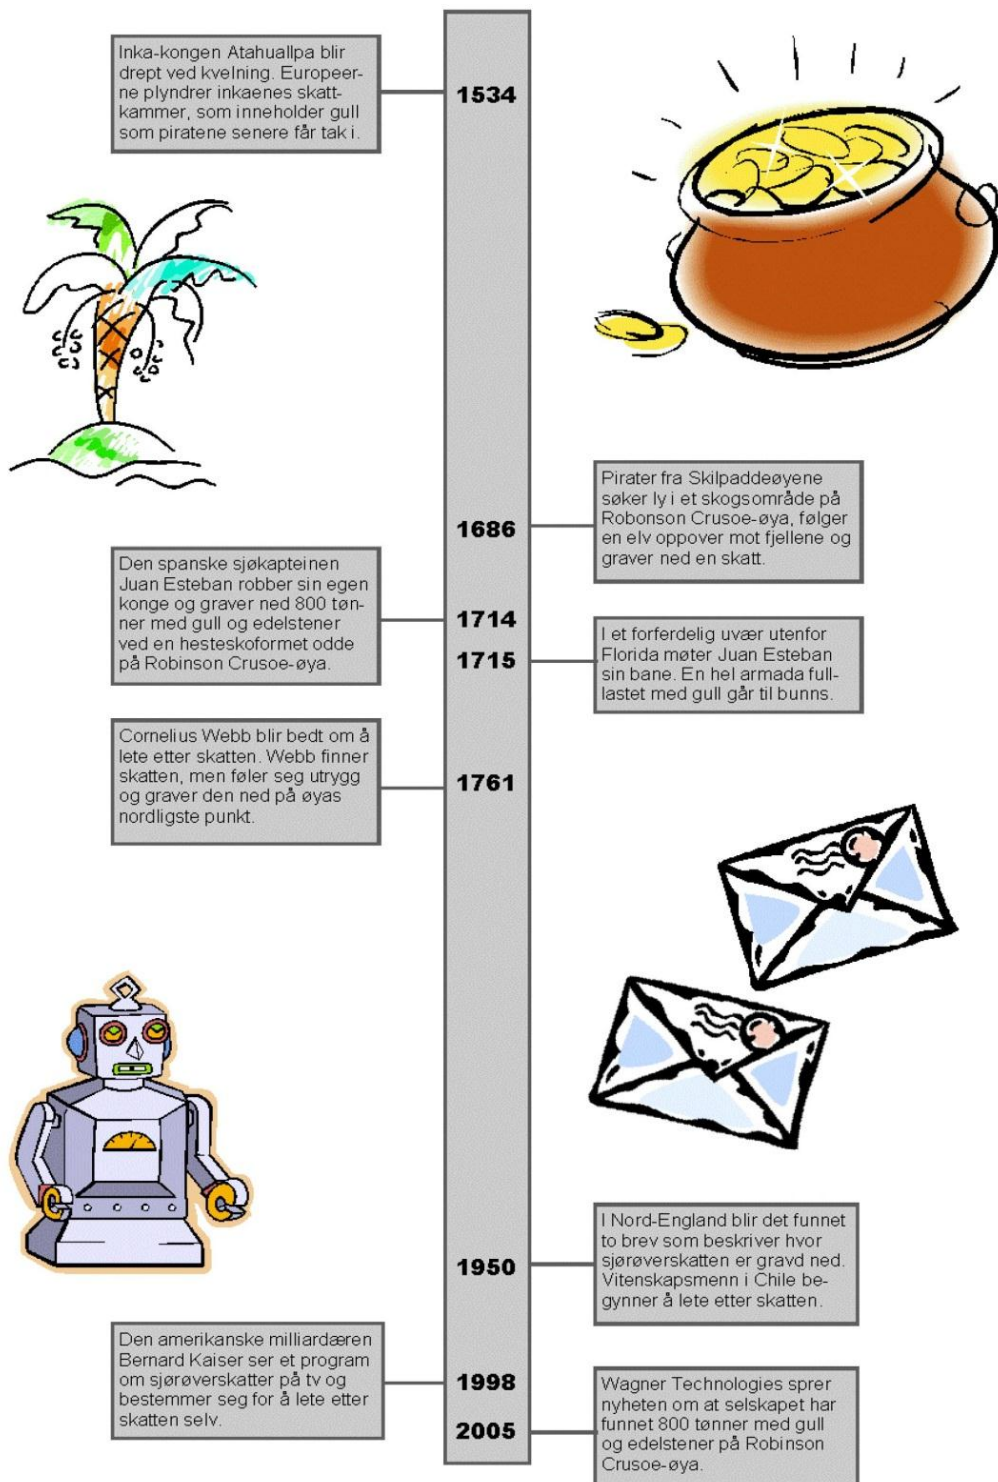 Inka-kongen Atahuallpa blir
drept ved kvelning. Europeer-
ne plyndrer inkaenes skatt-
kammer, som inneholder gull
som piratene senere får tak i.
1534
Pirater fra Skilpaddeøyene
søker ly i et skogsområde på
Robonson Crusoe-øya, følger
en elv oppover mot fjellene og
graver ned en skatt.
1686
Den spanske sjøkapteinen
Juan Esteban robber sin egen
konge og graver ned 800 tøn-
ner med gull og edelstener
ved en hesteskoformet odde
på Robinson Crusoe-øya.
1714
I et forferdelig uvær utenfor
Florida møter Juan Esteban
sin bane. En hel armada full-
lastet med gull går til bunns.
1715
Cornelius Webb blir bedt om å
lete etter skatten. Webb finner
skatten, men føler seg utrygg
og graver den ned på øyas
nordligste punkt.
1761
I Nord-England blir det funnet
to brev som beskriver hvor
sjørøverskatten er gravd ned.
Vitenskapsmenn i Chile be-
gynner å lete etter skatten.
1950
Den amerikanske milliardæren
Bernard Kaiser ser et program
om sjørøverskatter på tv og
bestemmer seg for å lete etter
skatten selv.
1998
Wagner Technologies sprer
nyheten om at selskapet har
funnet 800 tønner med gull
og edelstener på Robinson
Crusoe-øya.
2005